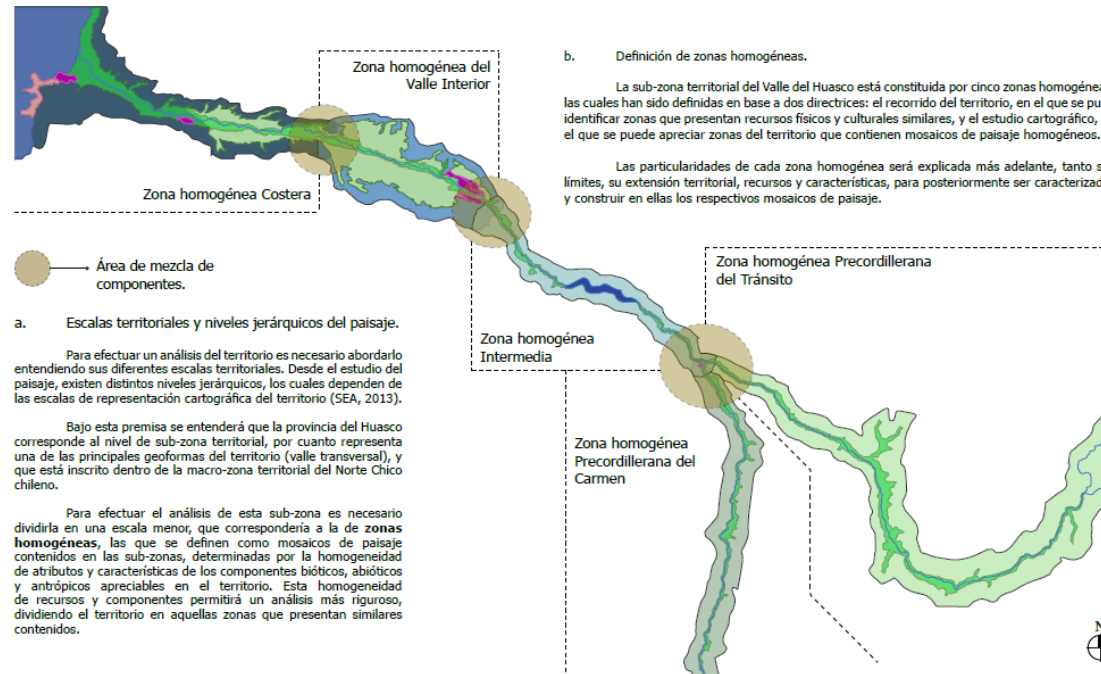 Zona homogénea del
Valle Interior
Zona homogénea Costera
Área de mezcla de
componentes.
a. Escalas territoriales y niveles jerárquicos del paisaje.
Para efectuar un análisis del territorio es necesario abordarlo
entendiendo sus diferentes escalas territoriales. Desde el estudio del
paisaje, existen distintos niveles jerárquicos, los cuales dependen de
las escalas de representación cartográfica del territorio (SEA, 2013).
Bajo esta premisa se entenderá que la provincia del Huasco
corresponde al nivel de sub-zona territorial, por cuanto representa
una de las principales geoformas del territorio (valle transversal), y
que está inscrito dentro de la macro-zona territorial del Norte Chico
chileno.
Para efectuar el análisis de esta sub-zona es necesario
dividirla en una escala menor, que correspondería a la de zonas
homogéneas, las que se definen como mosaicos de paisaje
contenidos en las sub-zonas, determinadas por la homogeneidad
de atributos y características de los componentes bióticos, abióticos
y antrópicos apreciables en el territorio. Esta homogeneidad
de recursos y componentes permitirá un análisis más riguroso,
dividiendo el territorio en aquellas zonas que presentan similares
contenidos.
b. Definición de zonas homogéneas.
La sub-zona territorial del Valle del Huasco está constituida por cinco zonas homogénea
las cuales han sido definidas en base a dos directrices: el recorrido del territorio, en el que se pu
identificar zonas que presentan recursos físicos y culturales similares, y el estudio cartográfico,
el que se puede apreciar zonas del territorio que contienen mosaicos de paisaje homogéneos.
Las particularidades de cada zona homogénea será explicada más adelante, tanto s
límites, su extensión territorial, recursos y características, para posteriormente ser caracterizad
y construir en ellas los respectivos mosaicos de paisaje.
Zona homogénea Precordillerana
del Tránsito
Zona homogénea
Intermedia
Zona homogénea
Precordillerana del
Carmen
N